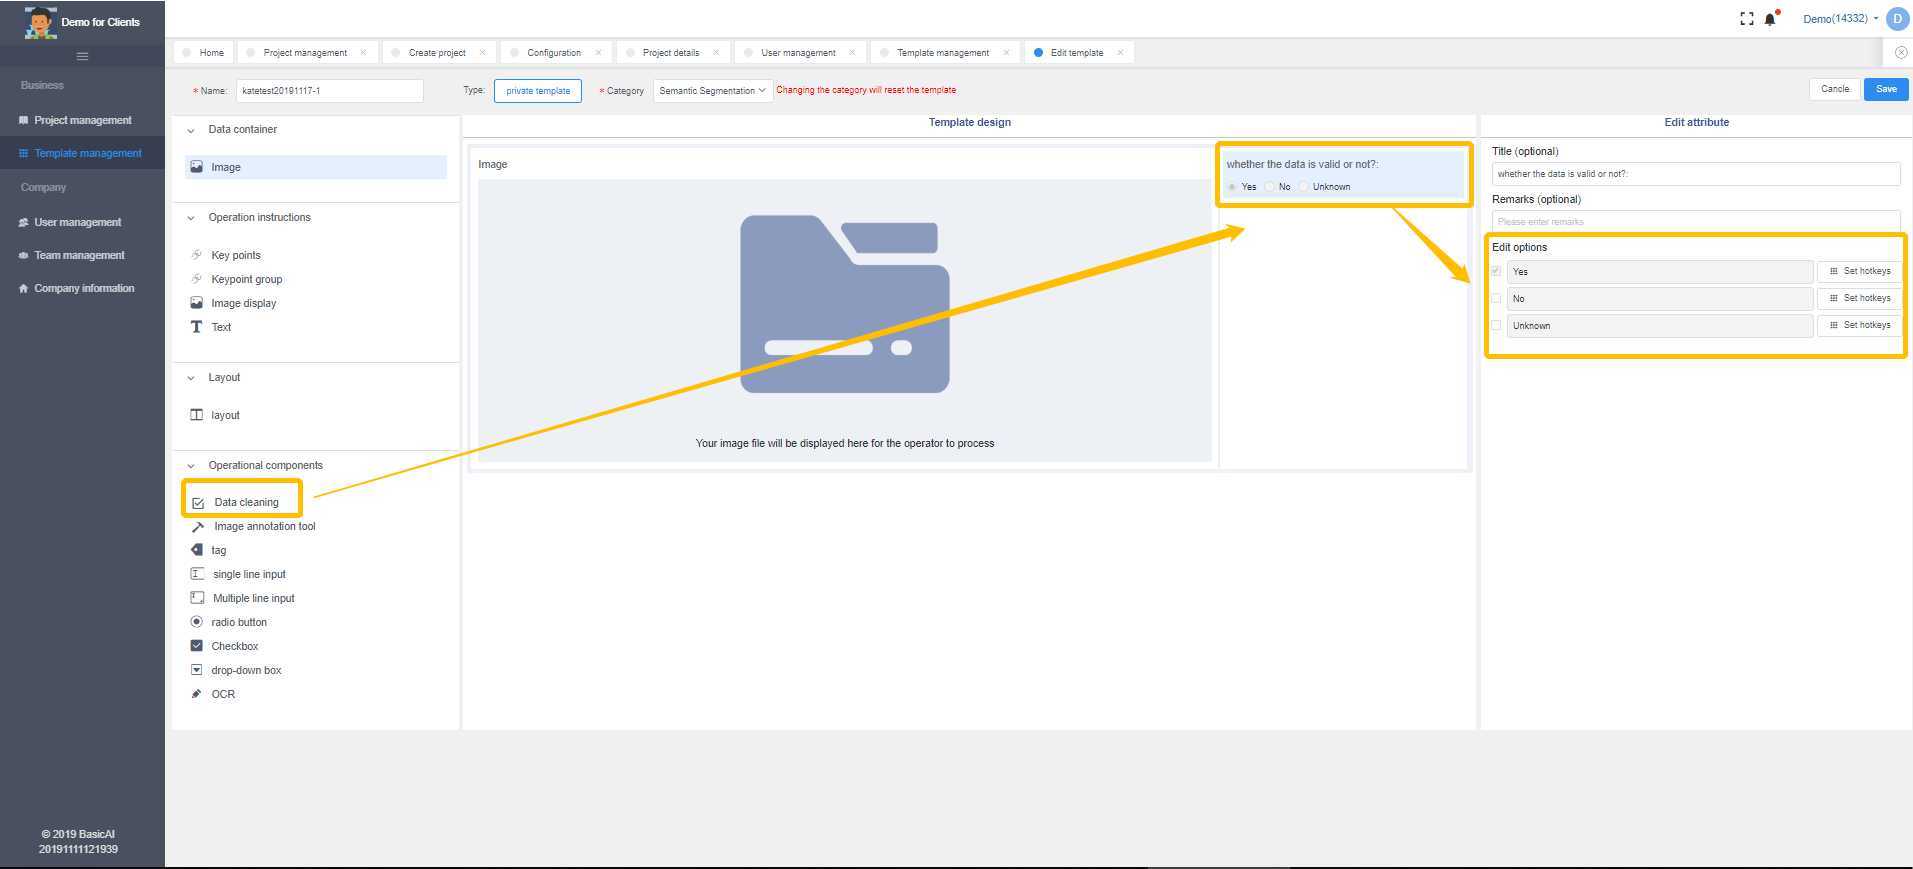 Demo for Clients
Business
Project management
Template management
Company
User management
Team management
Company information
© 2019 BasicAI
20191111121939
Demo(14332)
D
Home
Project management
Create project
Configuration
Project details
User management
Template management
Edit template
* Name:
katetest20191117-1
Type:
private template
* Category
Semantic Segmentation
Changing the category will reset the template
Cancle
Save
Data container
Image
Operation instructions
Key points
Keypoint group
Image display
Text
Layout
layout
Operational components
Data cleaning
Image annotation tool
tag
single line input
Multiple line input
radio button
Checkbox
drop-down box
OCR
Template design
Image
Your image file will be displayed here for the operator to process
whether the data is valid or not?:
Yes No Unknown
Edit attribute
Title (optional)
whether the data is valid or not?:
Remarks (optional)
Please enter remarks
Edit options
Yes Set hotkeys
No Set hotkeys
Unknown Set hotkeys